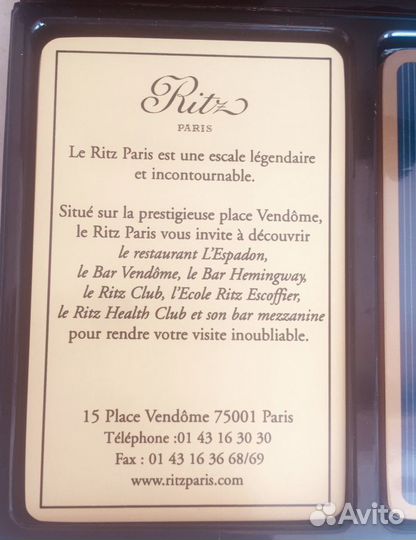 Ritz
PARIS
Le Ritz Paris est une escale légendaire
et incontournable.
Situé sur la prestigieuse place Vendôme,
le Ritz Paris vous invite à découvrir
le restaurant L'Espadon,
le Bar Vendôme, le Bar Hemingway,
le Ritz Club, l'Ecole Ritz Escoffier,
le Ritz Health Club et son bar mezzanine
pour rendre votre visite inoubliable.
15 Place Vendôme 75001 Paris
Téléphone :01 43 16 30 30
Fax : 01 43 16 36 68/69
www.ritzparis.com
Avito